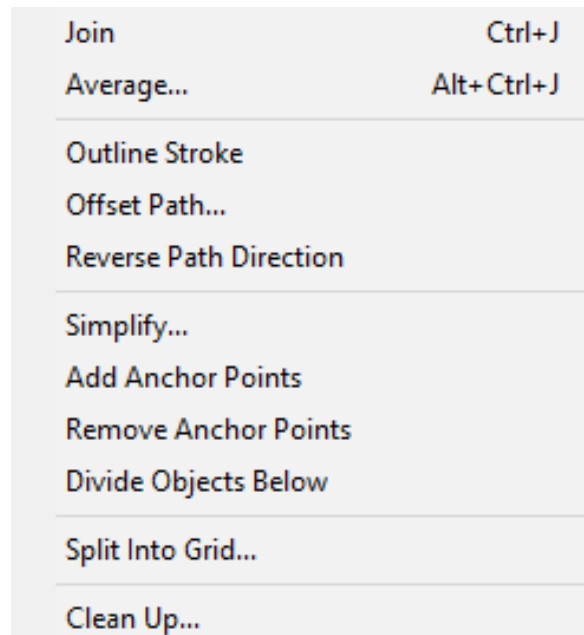 Join Ctrl+J
Average... Alt+Ctrl+J
Outline Stroke
Offset Path...
Reverse Path Direction
Simplify...
Add Anchor Points
Remove Anchor Points
Divide Objects Below
Split Into Grid...
Clean Up...